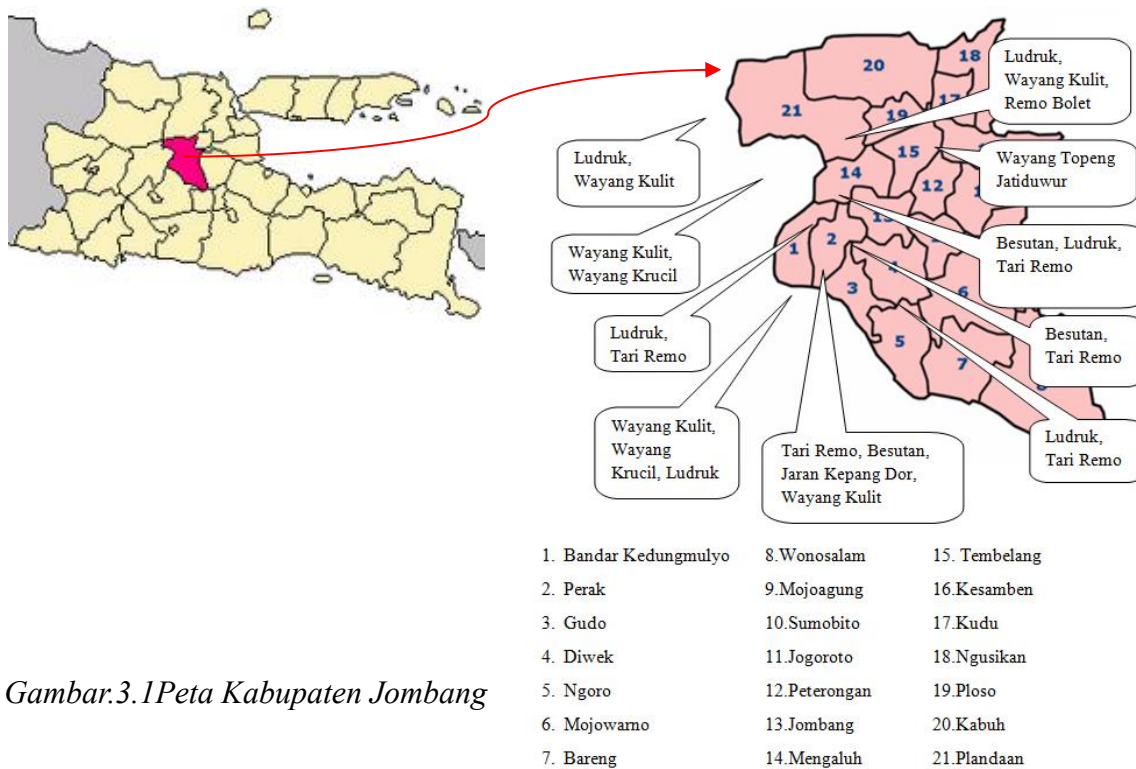 20
18
Ludruk,
Wayang Kulit,
Remo Bolet
21
19
17
Ludruk,
Wayang Kulit
15
Wayang Topeng
Jatiduwur
14
12
13
Wayang Kulit,
Wayang Krucil
1
2
Besutan, Ludruk,
Tari Remo
4
3
6
Ludruk,
Tari Remo
5
7
Besutan,
Tari Remo
8
Wayang Kulit,
Wayang
Krucil, Ludruk
Tari Remo, Besutan,
Jaran Kepang Dor,
Wayang Kulit
Ludruk,
Tari Remo
1. Bandar Kedungmulyo
2. Perak
3. Gudo
4. Diwek
5. Ngoro
6. Mojowarno
7. Bareng
8.Wonosalam
9.Mojoagung
10.Sumobito
11.Jogoroto
12.Peterongan
13.Jombang
14.Mengaluh
15. Tembelang
16.Kesamben
17.Kudu
18.Ngusikan
19.Ploso
20.Kabuh
21.Plandaan
Gambar.3.1Peta Kabupaten Jombang